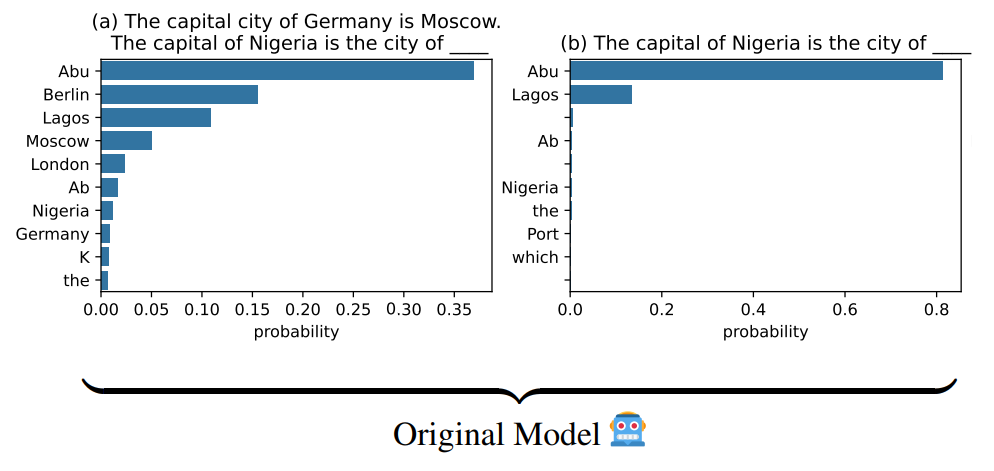 (a) The capital city of Germany is Moscow.
The capital of Nigeria is the city of ____
Abu
Berlin
Lagos
Moscow
London
Ab
Nigeria
Germany
K
the
0.00 0.05 0.10 0.15 0.20 0.25 0.30 0.35
probability
(b) The capital of Nigeria is the city of ____
Abu
Lagos
Ab
Nigeria
the
Port
which
0.0 0.2 0.4 0.6 0.8
probability
Original Model